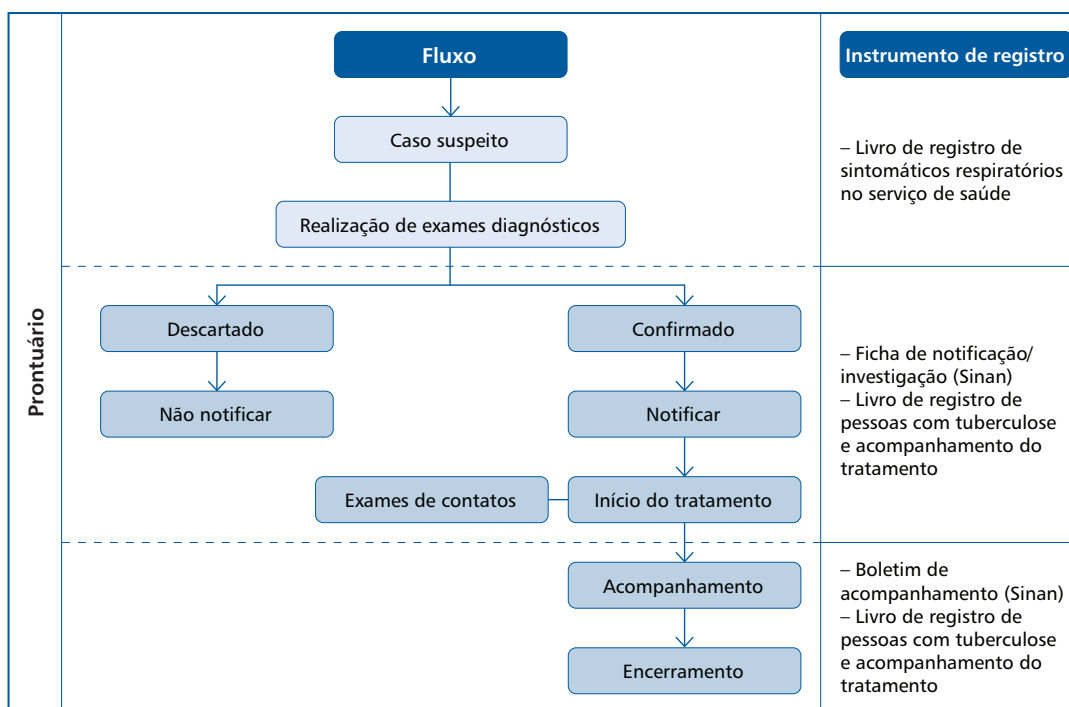 Fluxo
Instrumento de registro
Prontuário
Caso suspeito
Realização de exames diagnósticos
– Livro de registro de
sintomáticos respiratórios
no serviço de saúde
Descartado
Confirmado
Não notificar
Notificar
Exames de contatos
Início do tratamento
– Ficha de notificação/
investigação (Sinan)
– Livro de registro de
pessoas com tuberculose
e acompanhamento do
tratamento
Acompanhamento
Encerramento
– Boletim de
acompanhamento (Sinan)
– Livro de registro de
pessoas com tuberculose
e acompanhamento do
tratamento